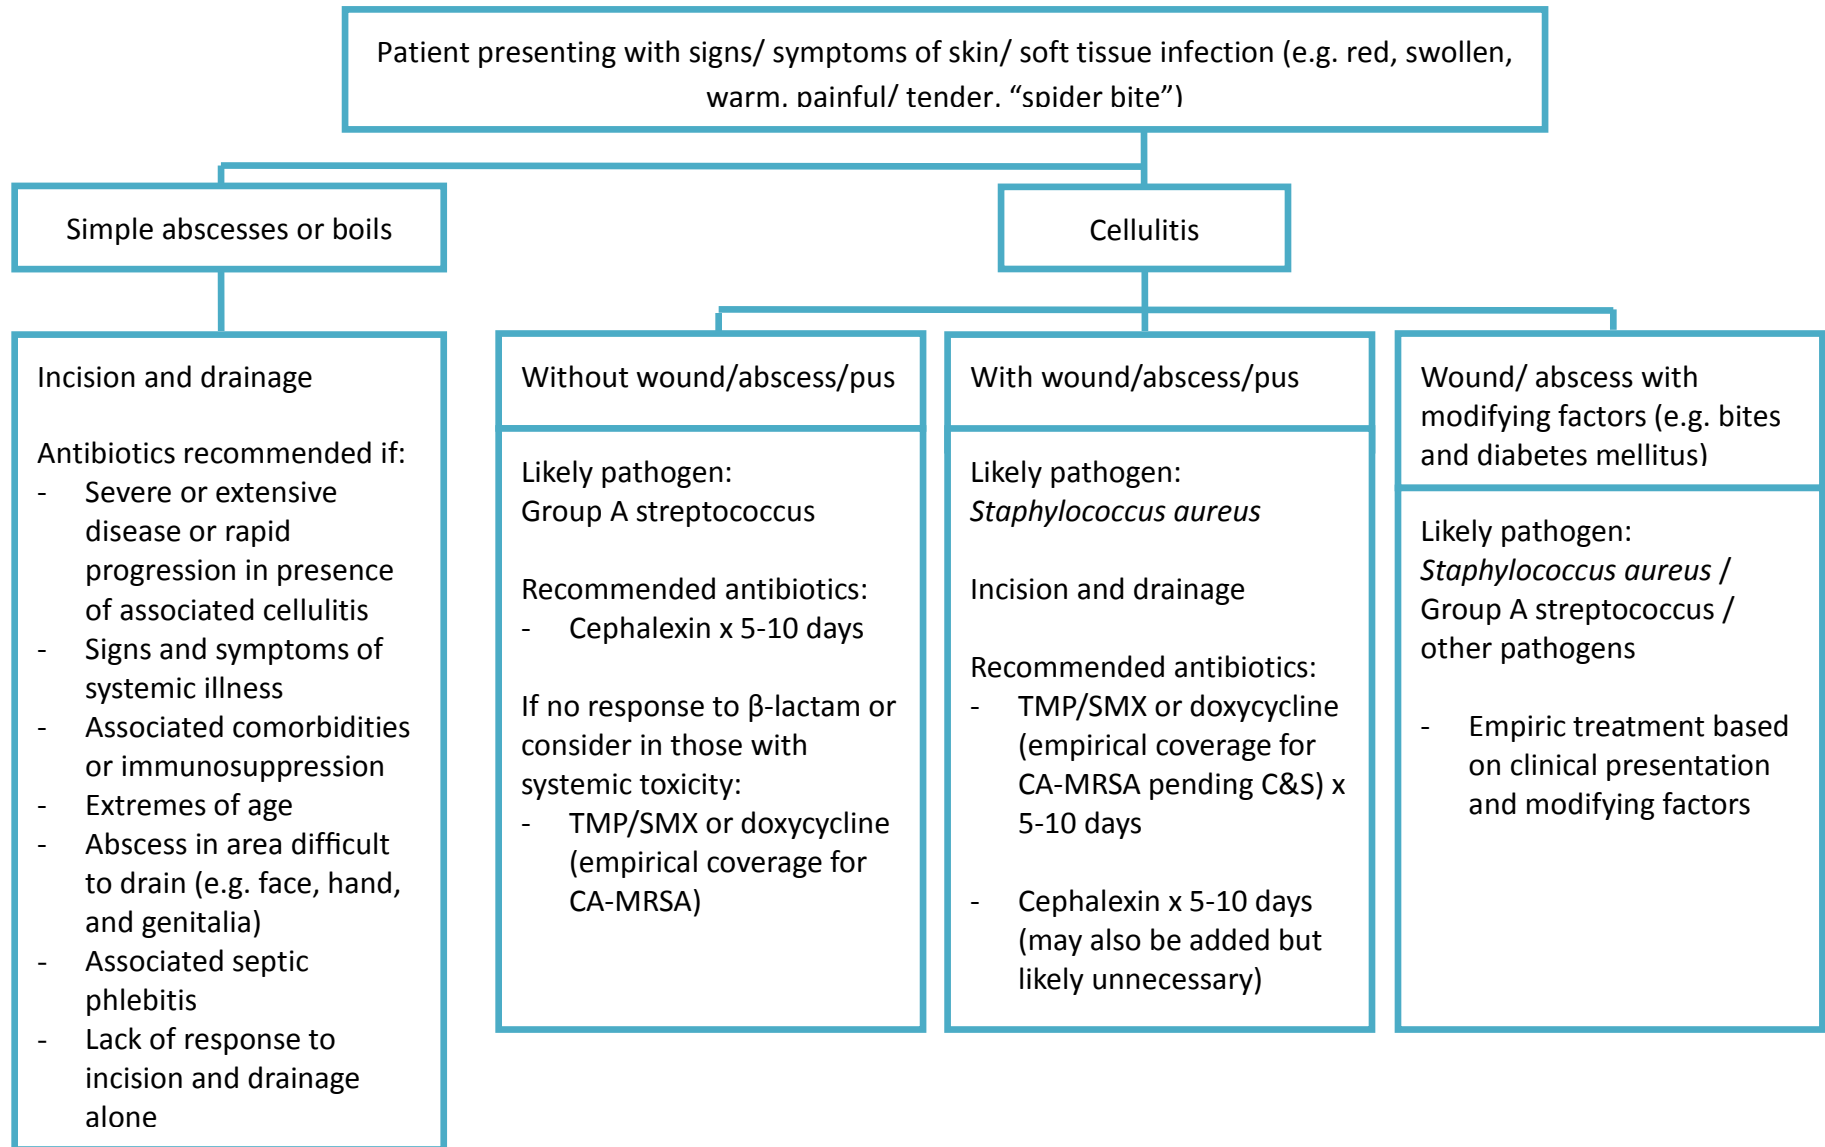 Patient presenting with signs/ symptoms of skin/ soft tissue infection (e.g. red, swollen,
warm, painful/ tender, “spider bite”)
Simple abscesses or boils
Cellulitis
Incision and drainage
Antibiotics recommended if:
- Severe or extensive
disease or rapid
progression in presence
of associated cellulitis
- Signs and symptoms of
systemic illness
- Associated comorbidities
or immunosuppression
- Extremes of age
- Abscess in area difficult
to drain (e.g. face, hand,
and genitalia)
- Associated septic
phlebitis
- Lack of response to
incision and drainage
alone
Without wound/abscess/pus
Likely pathogen:
Group A streptococcus
Recommended antibiotics:
- Cephalexin x 5-10 days
If no response to β-lactam or
consider in those with
systemic toxicity:
- TMP/SMX or doxycycline
(empirical coverage for
CA-MRSA)
With wound/abscess/pus
Likely pathogen:
Staphylococcus aureus
Incision and drainage
Recommended antibiotics:
- TMP/SMX or doxycycline
(empirical coverage for
CA-MRSA pending C&S) x
5-10 days
- Cephalexin x 5-10 days
(may also be added but
likely unnecessary)
Wound/ abscess with
modifying factors (e.g. bites
and diabetes mellitus)
Likely pathogen:
Staphylococcus aureus /
Group A streptococcus /
other pathogens
- Empiric treatment based
on clinical presentation
and modifying factors